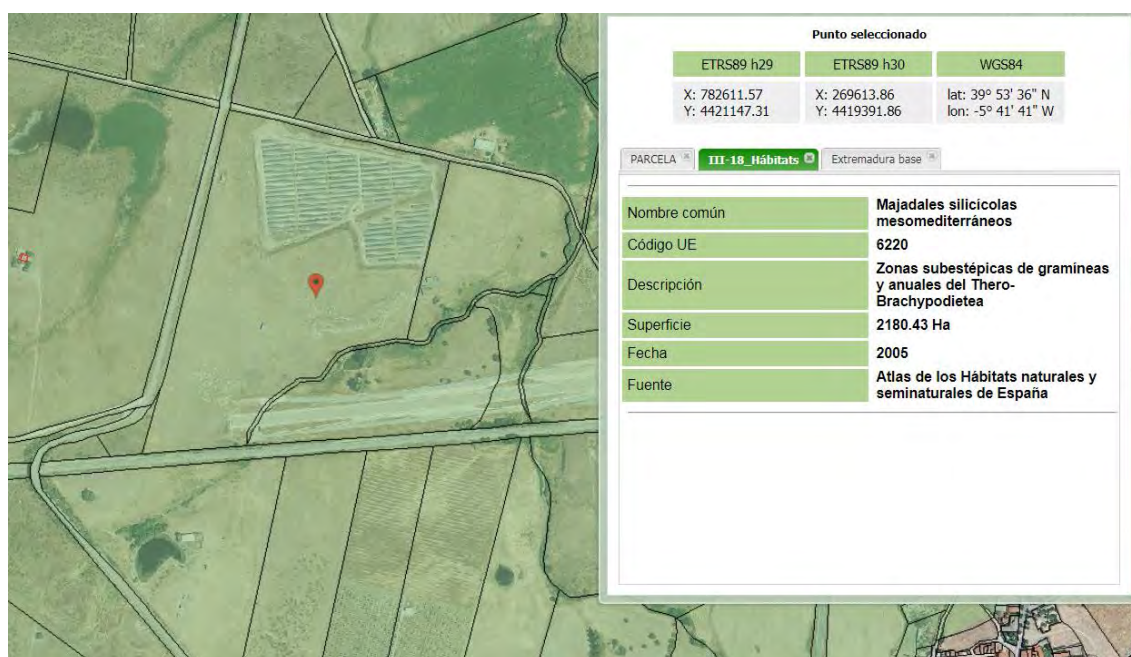 Punto seleccionado
ETRS89 h29 ETRS89 h30 WGS84
X: 782611.57 X: 269613.86 lat: 39º 53' 36" N
Y: 4421147.31 Y: 4419391.86 lon: -5º 41' 41" W
PARCELA III-18_Hábitats Extremadura base
Nombre común Majadales silicícolas
mesomediterráneos
Código UE 6220
Descripción Zonas subestépicas de gramíneas
y anuales del Thero-
Brachypodietea
Superficie 2180.43 Ha
Fecha 2005
Fuente Atlas de los Hábitats naturales y
seminaturales de España